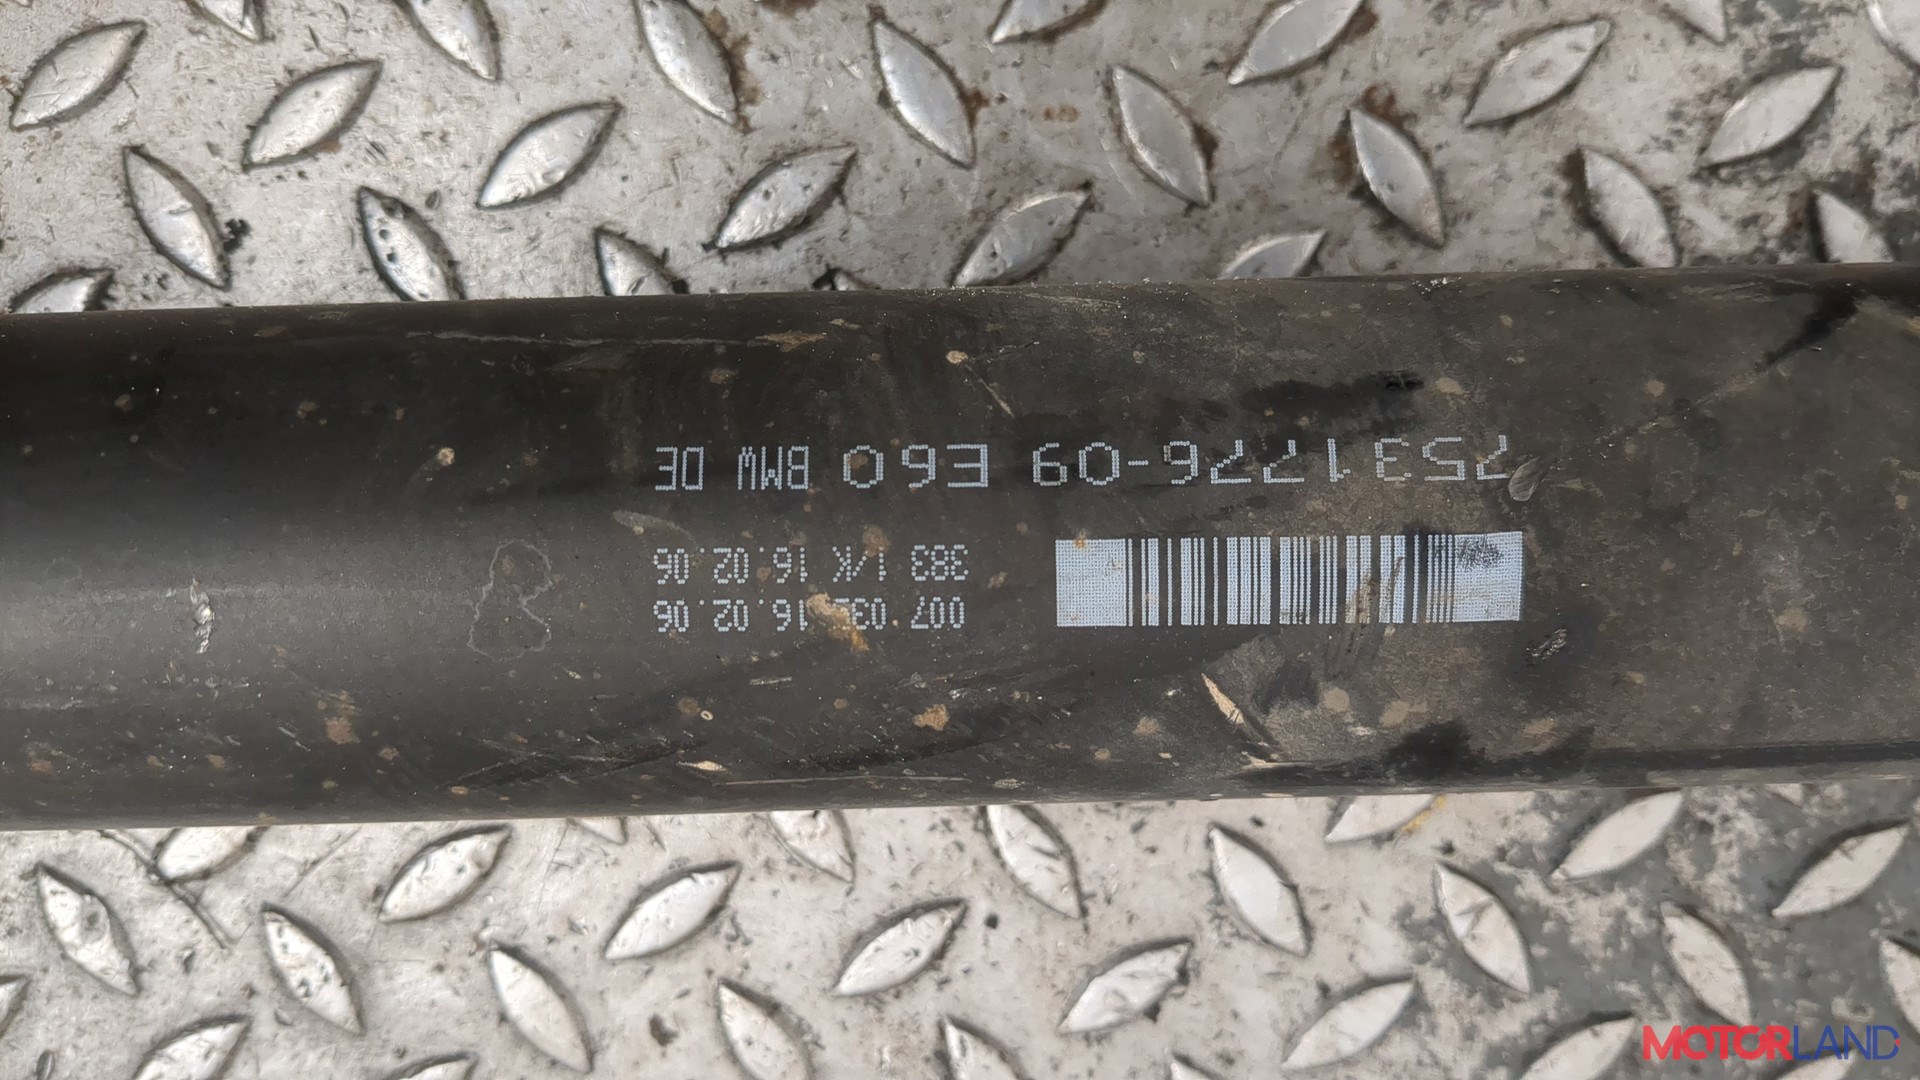 007 16.02.06
383 1/K 16.02.06
7531776-09 E60 BMW DE
MOTORLAND